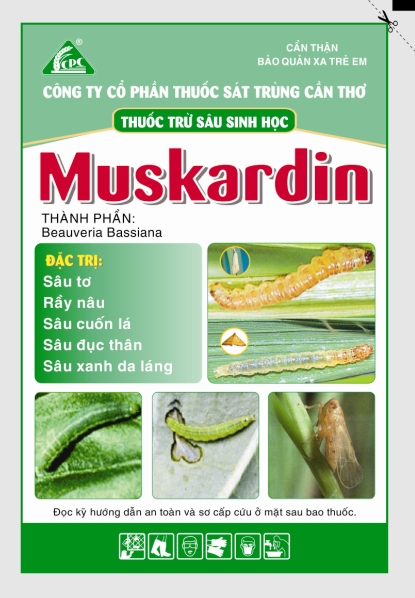 CPC
®
CẨN THẬN
BẢO QUẢN XA TRẺ EM
CÔNG TY CỔ PHẦN THUỐC SÁT TRÙNG CẦN THƠ
THUỐC TRỪ SÂU SINH HỌC
Muskardin
THÀNH PHẦN:
Beauveria Bassiana
ĐẶC TRỊ:
Sâu tơ
Rầy nâu
Sâu cuốn lá
Sâu đục thân
Sâu xanh da láng
Đọc kỹ hướng dẫn an toàn và sơ cấp cứu ở mặt sau bao thuốc.